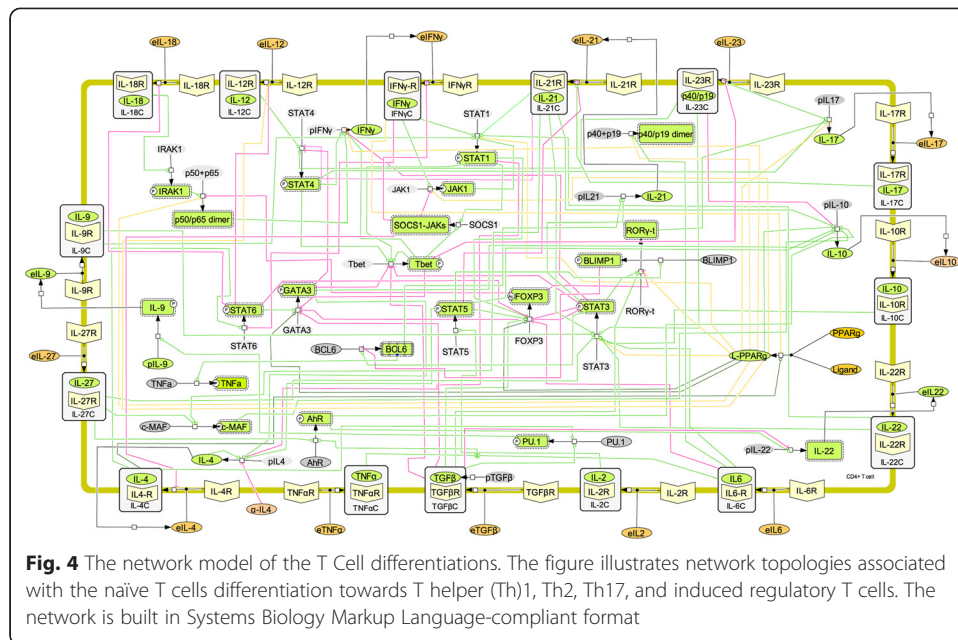 eIL-18
eIL-12
eIFNγ
eIL-21
eIL-23
IL-18R
IL-18
IL-18C
IL-18R
IL-12R
IL-12
IL-12C
IL-12R
IFNγ-R
IFNγ
IFNγC
IFNγR
IL-21R
IL-21
IL-21C
IL-21R
IL-23R
p40/p19
IL-23C
IL-23R
pIL17
IL-17
IL-17R
eIL-17
IL-17R
IL-17
IL-17C
STAT4
pIFNγ
IFNγ
STAT1
STAT1
p40+p19
p40/p19 dimer
IRAK1
IRAK1
p50+p65
p50/p65 dimer
STAT4
JAK1
JAK1
SOCS1-JAKs
SOCS1
pIL21
IL-21
RORγ-t
pIL-10
IL-10
IL-10R
eIL10
IL-10
IL-10R
IL-10C
IL-9
IL-9R
IL-9C
eIL-9
IL-9R
IL-9
pIL-9
Tbet
Tbet
BLIMP1
BLIMP1
GATA3
STAT6
GATA3
STAT6
STAT5
STAT5
FOXP3
FOXP3
STAT3
STAT3
RORγ-t
IL-27R
eIL-27
IL-27
IL-27R
IL-27C
BCL6
BCL6
TNFa
TNFa
c-MAF
c-MAF
L-PPARg
PPARg
Ligand
IL-22R
eIL22
IL-22
IL-22R
IL-22C
AhR
AhR
PU.1
PU.1
pIL-22
IL-22
IL-4
pIL4
CD4+ T cell
IL-4
IL4-R
IL-4C
IL-4R
eIL-4
α-IL4
TNFαR
eTNFα
TNFα
TNFαR
TNFαC
TGFβ
TGFβR
TGFβC
pTGFβ
TGFβR
eTGFβ
IL-2
IL-2R
IL-2C
IL-2R
eIL2
IL6
IL6-R
IL-6C
IL-6R
eIL6
Fig. 4 The network model of the T Cell differentiations. The figure illustrates network topologies associated
with the naïve T cells differentiation towards T helper (Th)1, Th2, Th17, and induced regulatory T cells. The
network is built in Systems Biology Markup Language-compliant format